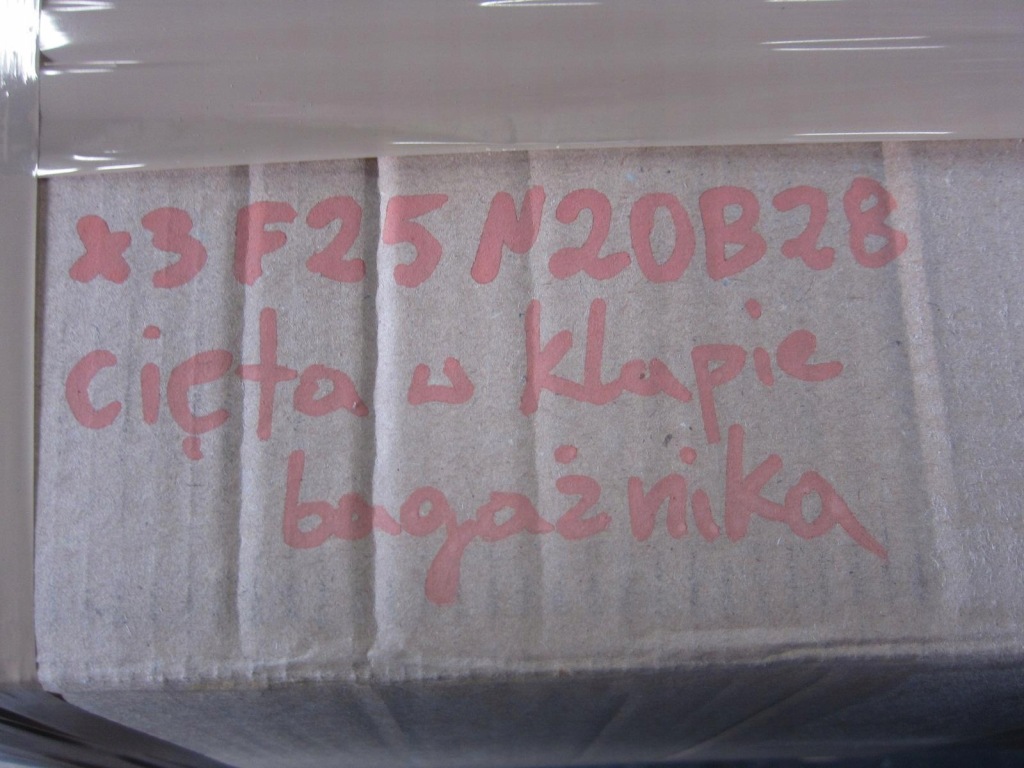 x3 F25 N20B28
cięta w klapie
bagażnika